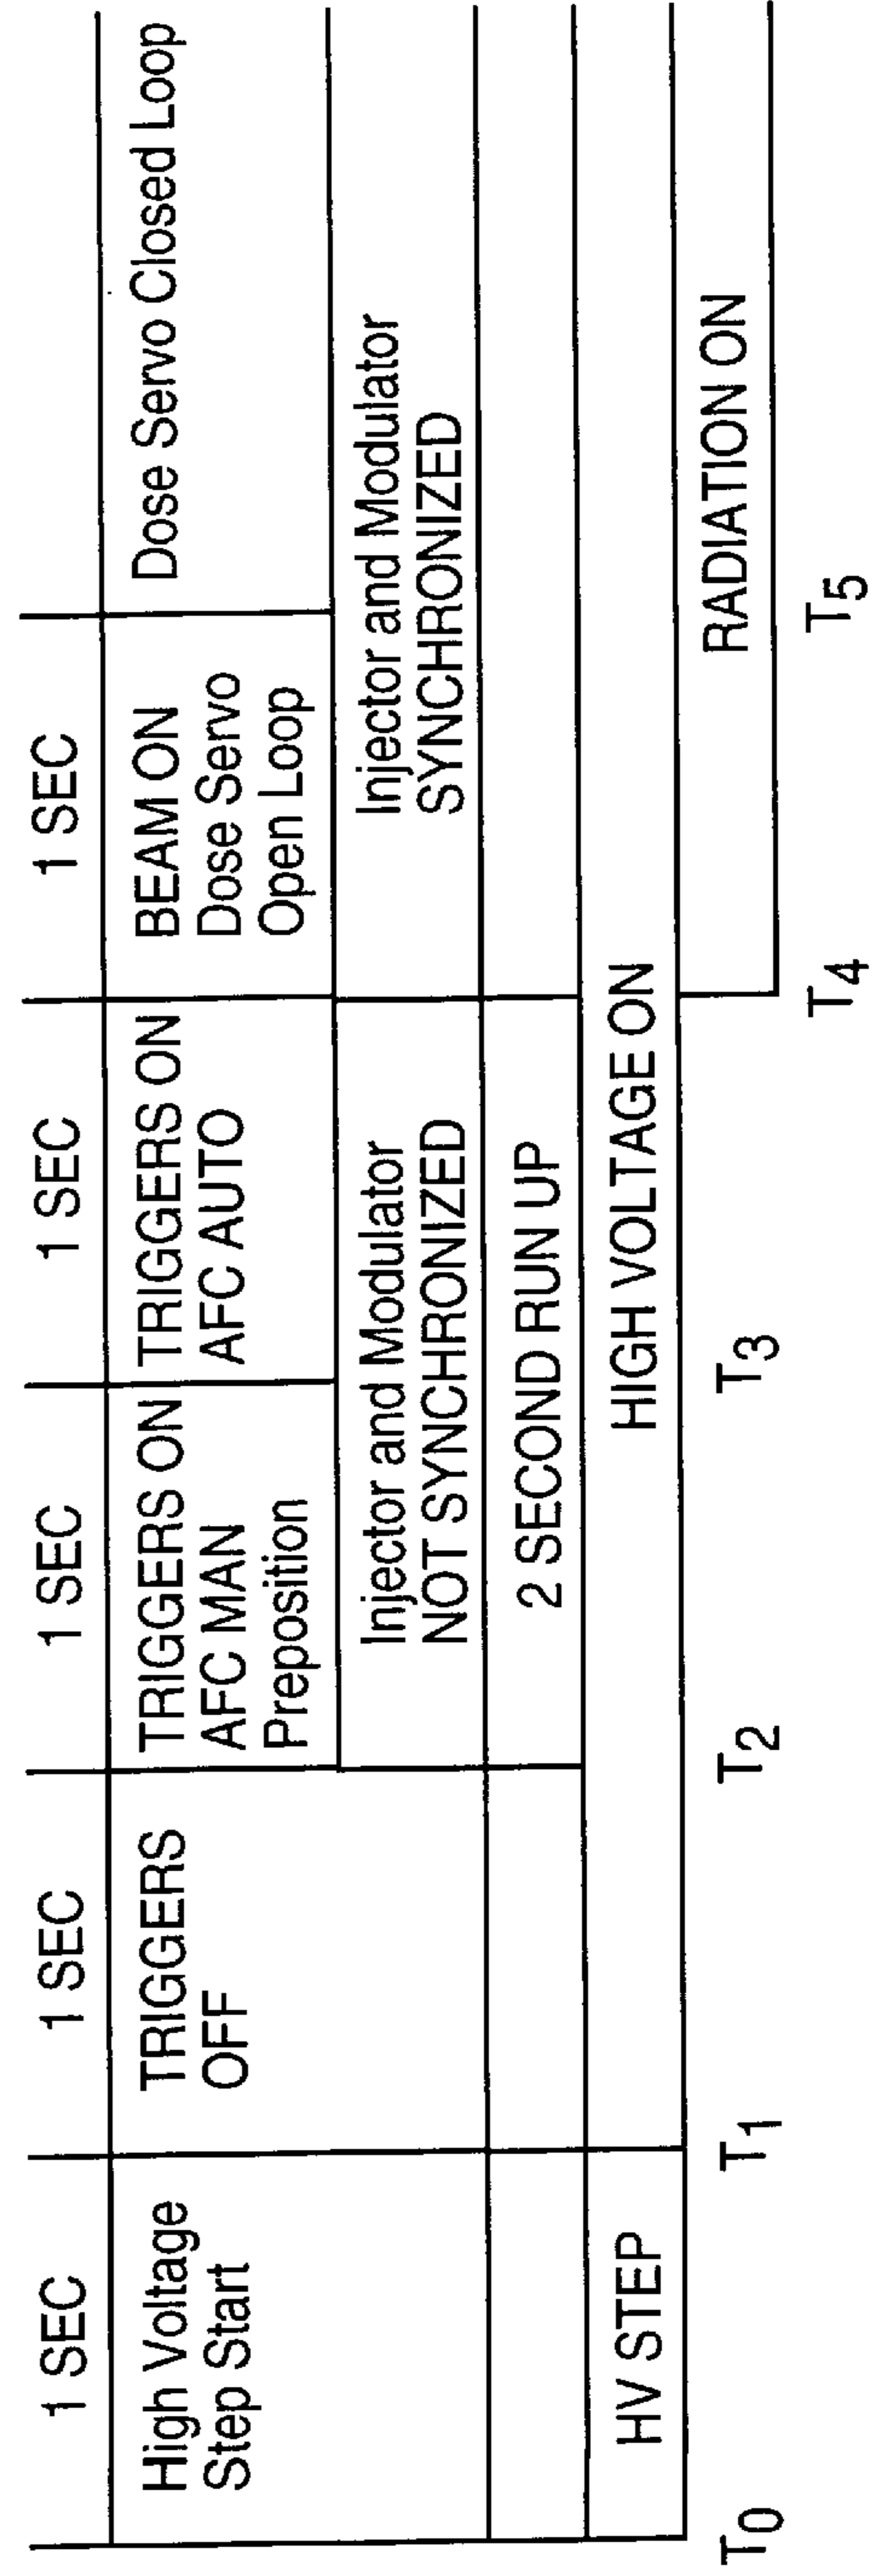 1 SEC
1 SEC
1 SEC
1 SEC
1 SEC
High Voltage
Step Start
TRIGGERS
OFF
TRIGGERS ON
AFC MAN
Preposition
TRIGGERS ON
AFC AUTO
BEAM ON
Dose Servo
Open Loop
Dose Servo Closed Loop
Injector and Modulator
NOT SYNCHRONIZED
Injector and Modulator
SYNCHRONIZED
2 SECOND RUN UP
HV STEP
HIGH VOLTAGE ON
RADIATION ON
T0
T1
T2
T3
T4
T5